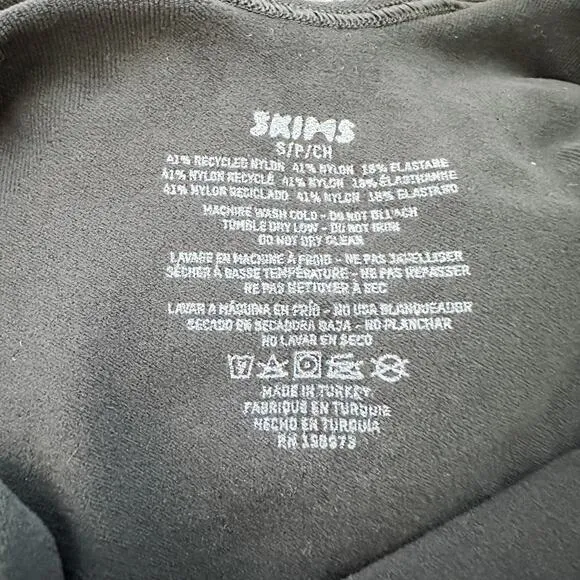 SKIMS
S/P/CH
41% RECYCLED NYLON 41% NYLON 18% ELASTANE
41% NYLON RECYCLÉ 41% NYLON 18% ÉLASTHANNE
41% NYLON RECICLADO 41% NYLON 18% ELASTANO
MACHINE WASH COLD - DO NOT BLEACH
TUMBLE DRY LOW - DO NOT IRON
DO NOT DRY CLEAN
LAVAGE EN MACHINE À FROID - NE PAS JAVELLISER
SÉCHER À BASSE TEMPÉRATURE - NE PAS REPASSER
NE PAS NETTOYER À SEC
LAVAR A MÁQUINA EN FRÍO - NO USA BLANQUEADOR
SECADO EN SECADORA BAJA - NO PLANCHAR
NO LAVAR EN SECO
MADE IN TURKEY
FABRIQUÉ EN TURQUIE
HECHO EN TURQUIA
RN